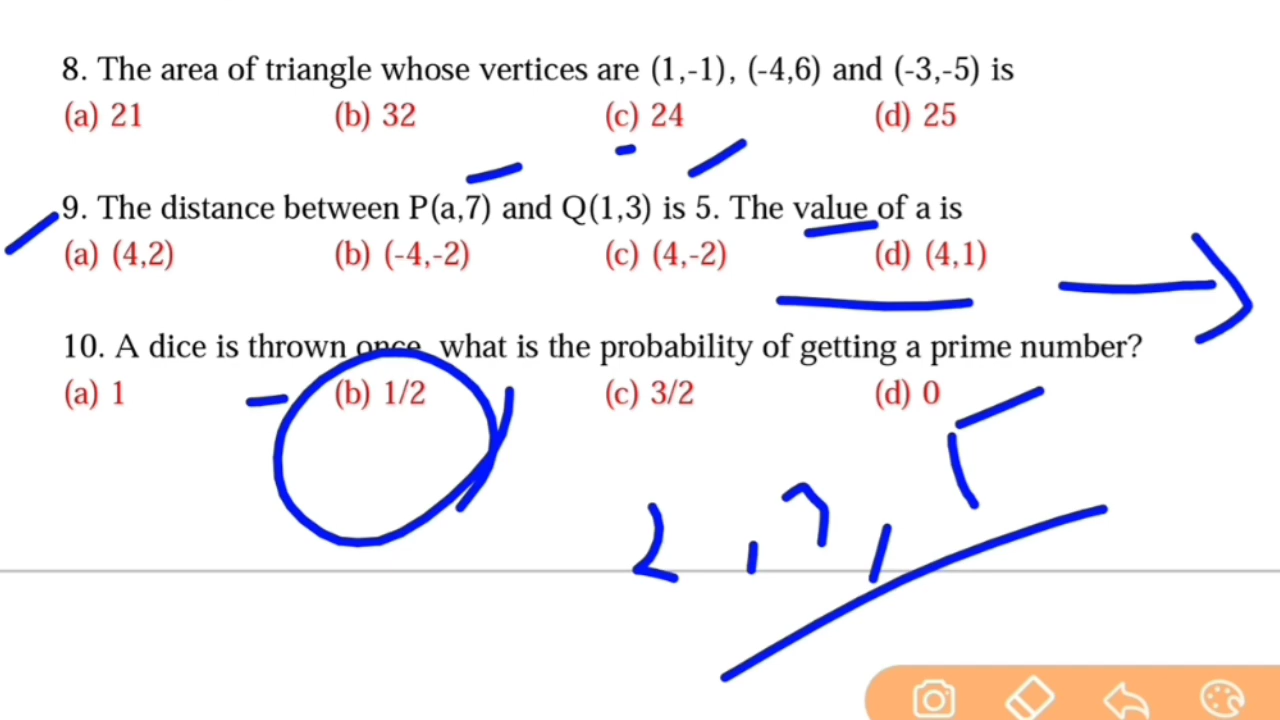 8. The area of triangle whose vertices are (1,-1), (-4,6) and (-3,-5) is
(a) 21 (b) 32 (c) 24 (d) 25
9. The distance between P(a,7) and Q(1,3) is 5. The value of a is
(a) (4,2) (b) (-4,-2) (c) (4,-2) (d) (4,1)
10. A dice is thrown once, what is the probability of getting a prime number?
(a) 1 (b) 1/2 (c) 3/2 (d) 0
2, 3, 5